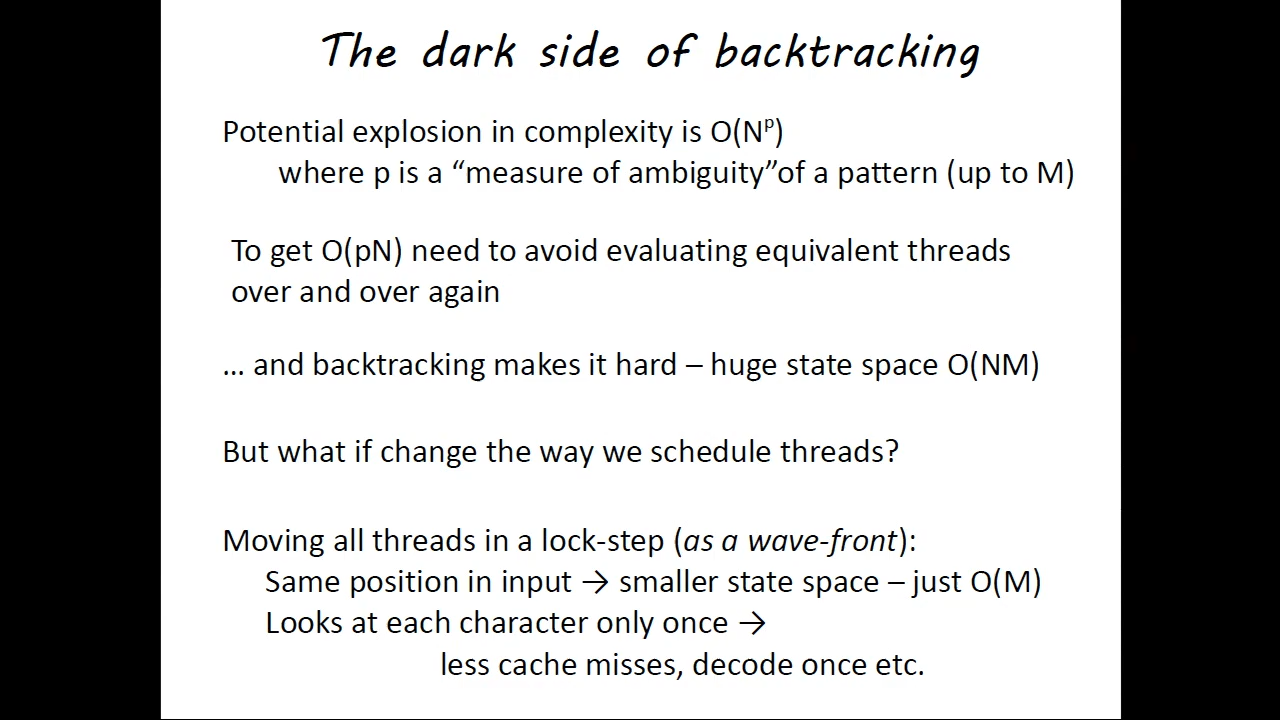 The dark side of backtracking
Potential explosion in complexity is O(Nᵖ)
where p is a “measure of ambiguity”of a pattern (up to M)
To get O(pN) need to avoid evaluating equivalent threads
over and over again
... and backtracking makes it hard – huge state space O(NM)
But what if change the way we schedule threads?
Moving all threads in a lock-step (as a wave-front):
Same position in input → smaller state space – just O(M)
Looks at each character only once →
less cache misses, decode once etc.